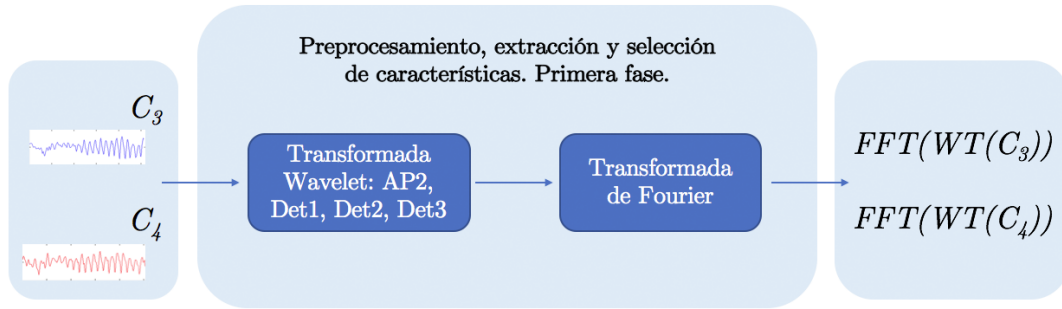 Preprocesamiento, extracción y selección
de características. Primera fase.
C₃
C₄
Transformada
Wavelet: AP2,
Det1, Det2, Det3
Transformada
de Fourier
FFT(WT(C₃))
FFT(WT(C₄))